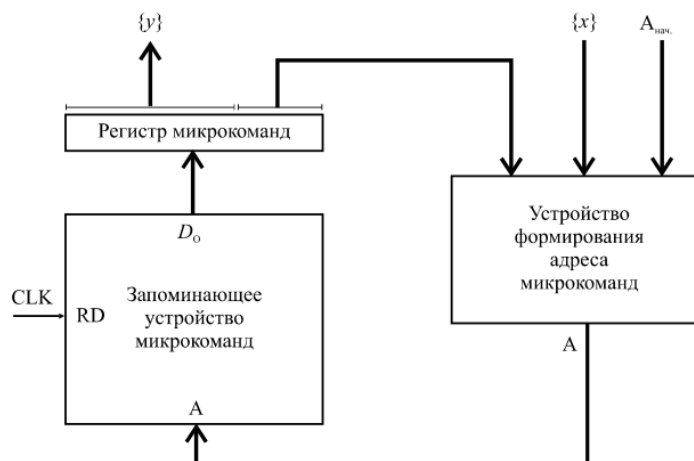 {y}
{x}
Aнач.
Регистр микрокоманд
Устройство
формирования
адреса
микрокоманд
Dо
CLK
RD
Запоминающее
устройство
микрокоманд
A
A